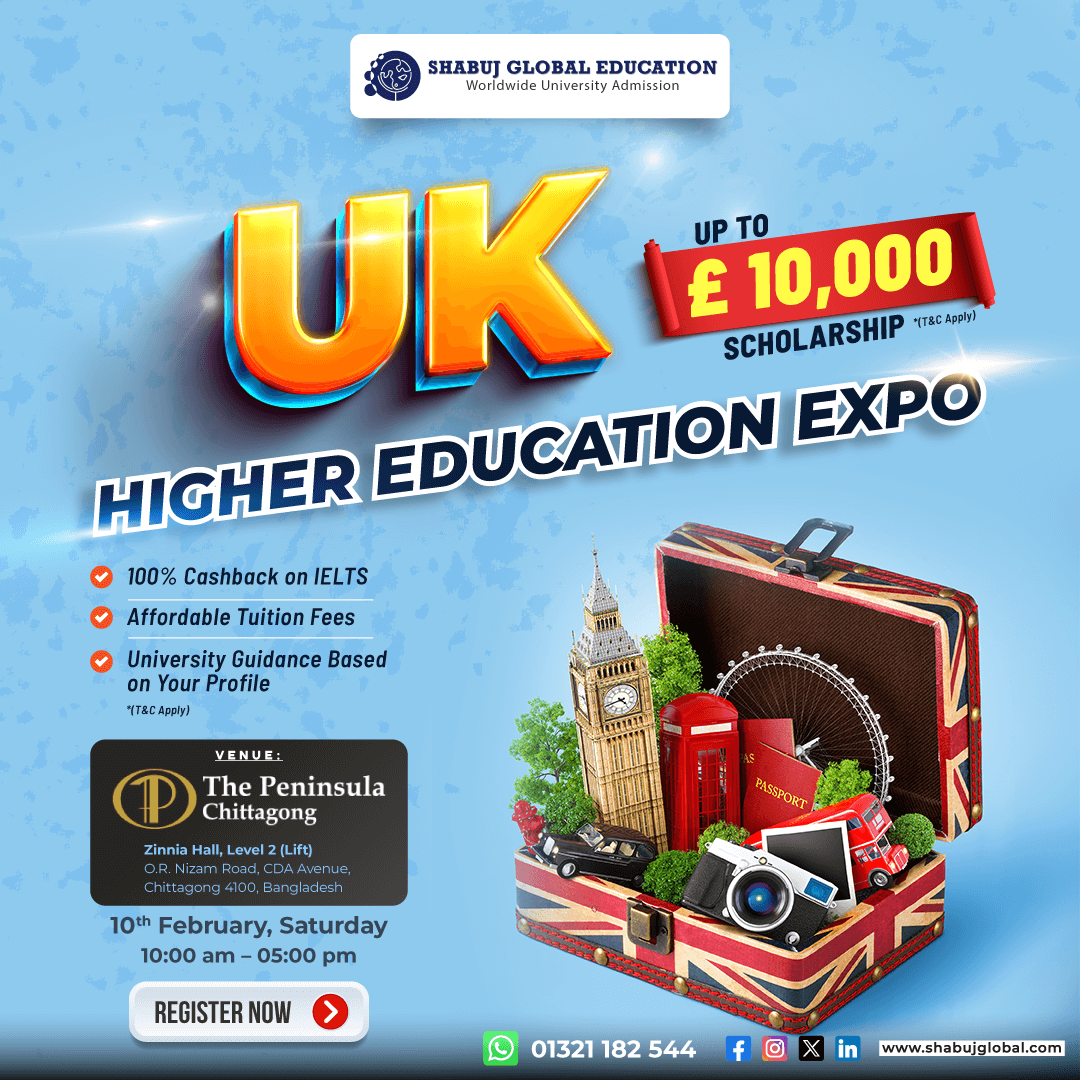 SHABUJ GLOBAL EDUCATION
Worldwide University Admission
UK
UP TO
£ 10,000
SCHOLARSHIP *(T&C Apply)
HIGHER EDUCATION EXPO
100% Cashback on IELTS
Affordable Tuition Fees
University Guidance Based
on Your Profile
*(T&C Apply)
PASSPORT
VENUE:
The Peninsula
Chittagong
Zinnia Hall, Level 2 (Lift)
O.R. Nizam Road, CDA Avenue,
Chittagong 4100, Bangladesh
10th February, Saturday
10:00 am – 05:00 pm
REGISTER NOW
01321 182 544
www.shabujglobal.com